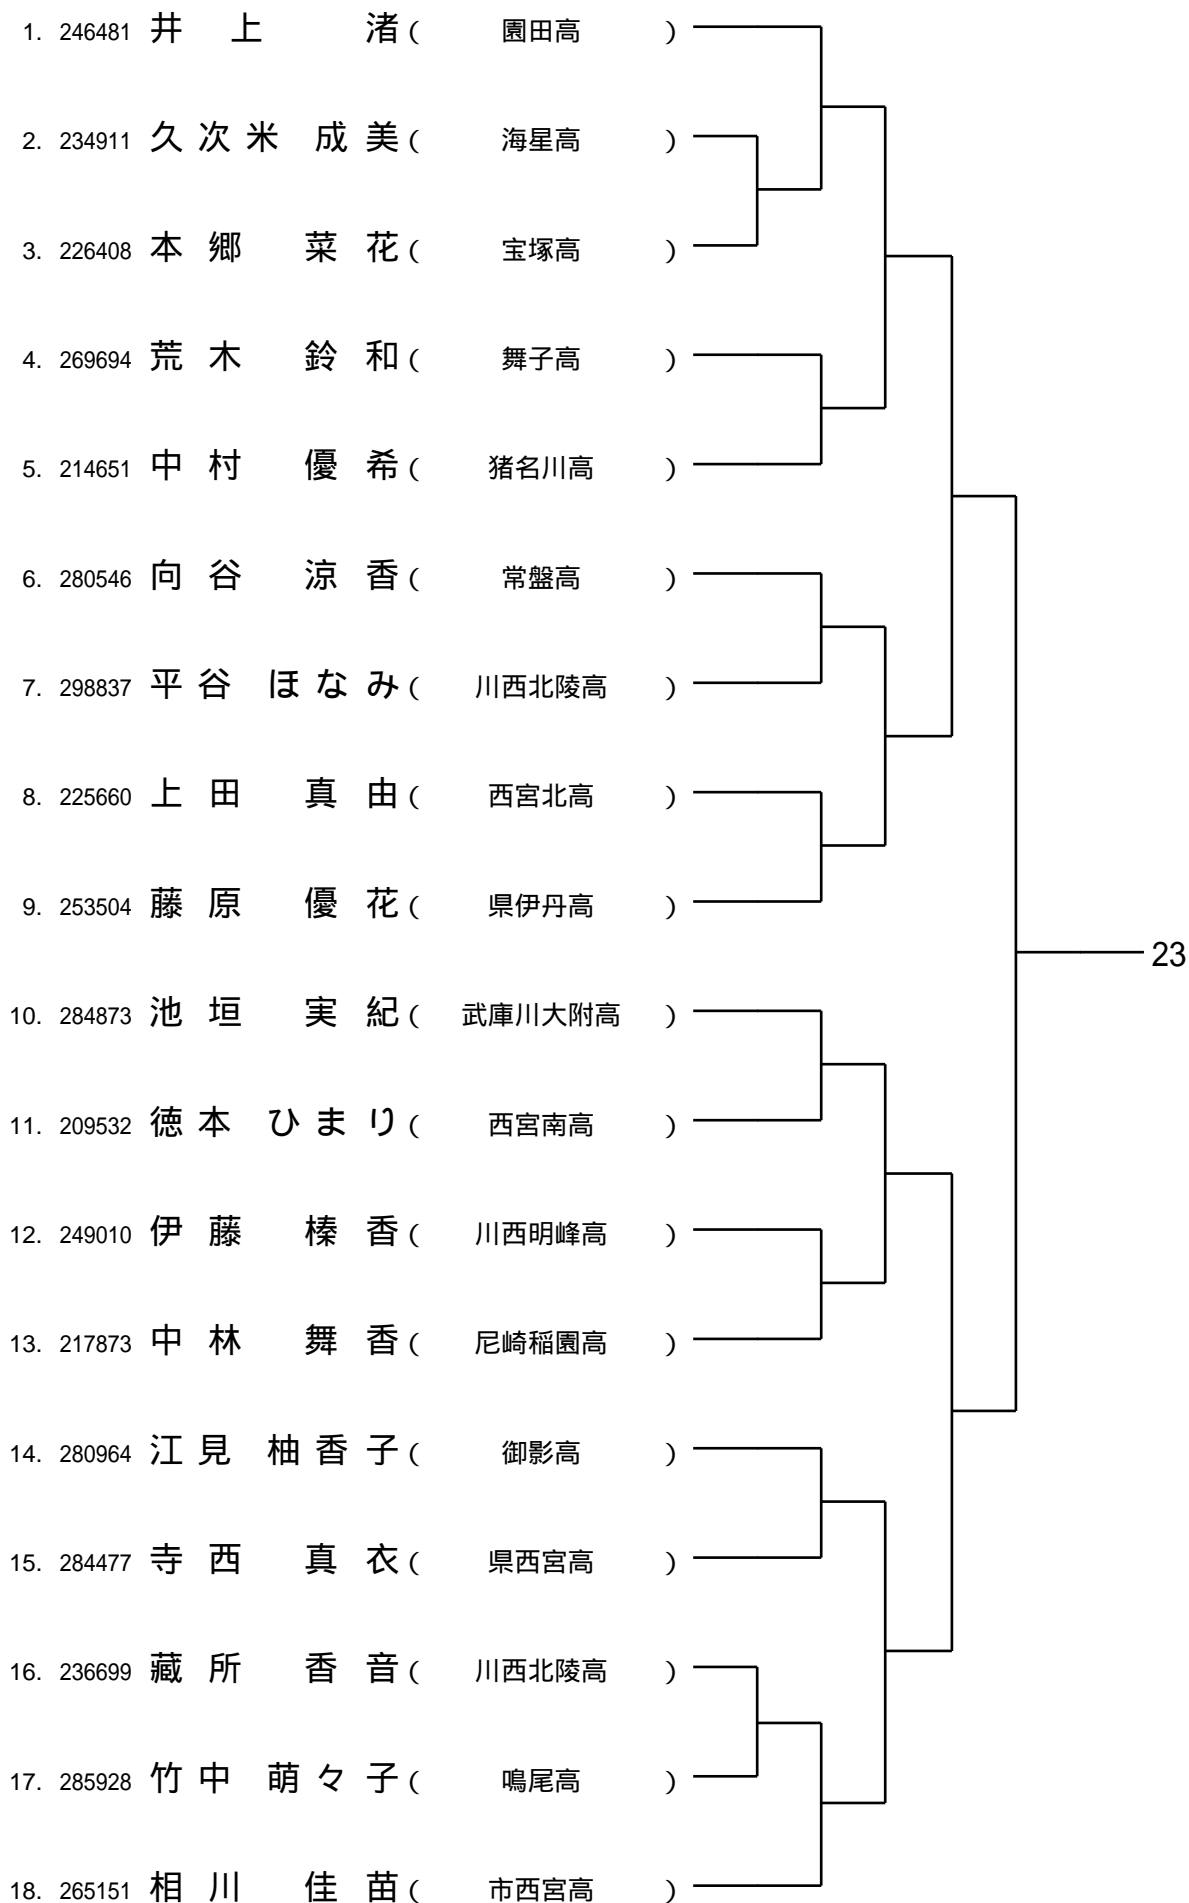 1. 246481 井上 渚 ( 園田高 )
2. 234911 久次米 成美 ( 海星高 )
3. 226408 本郷 菜花 ( 宝塚高 )
4. 269694 荒木 鈴和 ( 舞子高 )
5. 214651 中村 優希 ( 猪名川高 )
6. 280546 向谷 涼香 ( 常盤高 )
7. 298837 平谷 ほなみ ( 川西北陵高 )
8. 225660 上田 真由 ( 西宮北高 )
9. 253504 藤原 優花 ( 県伊丹高 )
23
10. 284873 池垣 実紀 ( 武庫川大附高 )
11. 209532 徳本 ひまり ( 西宮南高 )
12. 249010 伊藤 榛香 ( 川西明峰高 )
13. 217873 中林 舞香 ( 尼崎稲園高 )
14. 280964 江見 柚香子 ( 御影高 )
15. 284477 寺西 真衣 ( 県西宮高 )
16. 236699 藏所 香音 ( 川西北陵高 )
17. 285928 竹中 萌々子 ( 鳴尾高 )
18. 265151 相川 佳苗 ( 市西宮高 )